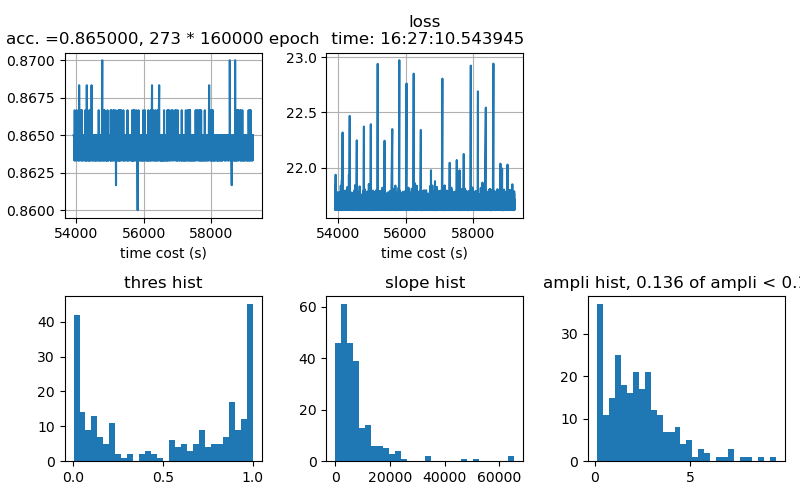 loss
acc. =0.865000, 273 * 160000 epoch time: 16:27:10.543945
0.8700
0.8675
0.8650
0.8625
0.8600
54000 56000 58000
time cost (s)
23.0
22.5
22.0
54000 56000 58000
time cost (s)
thres hist
40
30
20
10
0
0.0 0.5 1.0
slope hist
60
40
20
0
0 20000 40000 60000
ampli hist, 0.136 of ampli < 0.
30
20
10
0
0 5